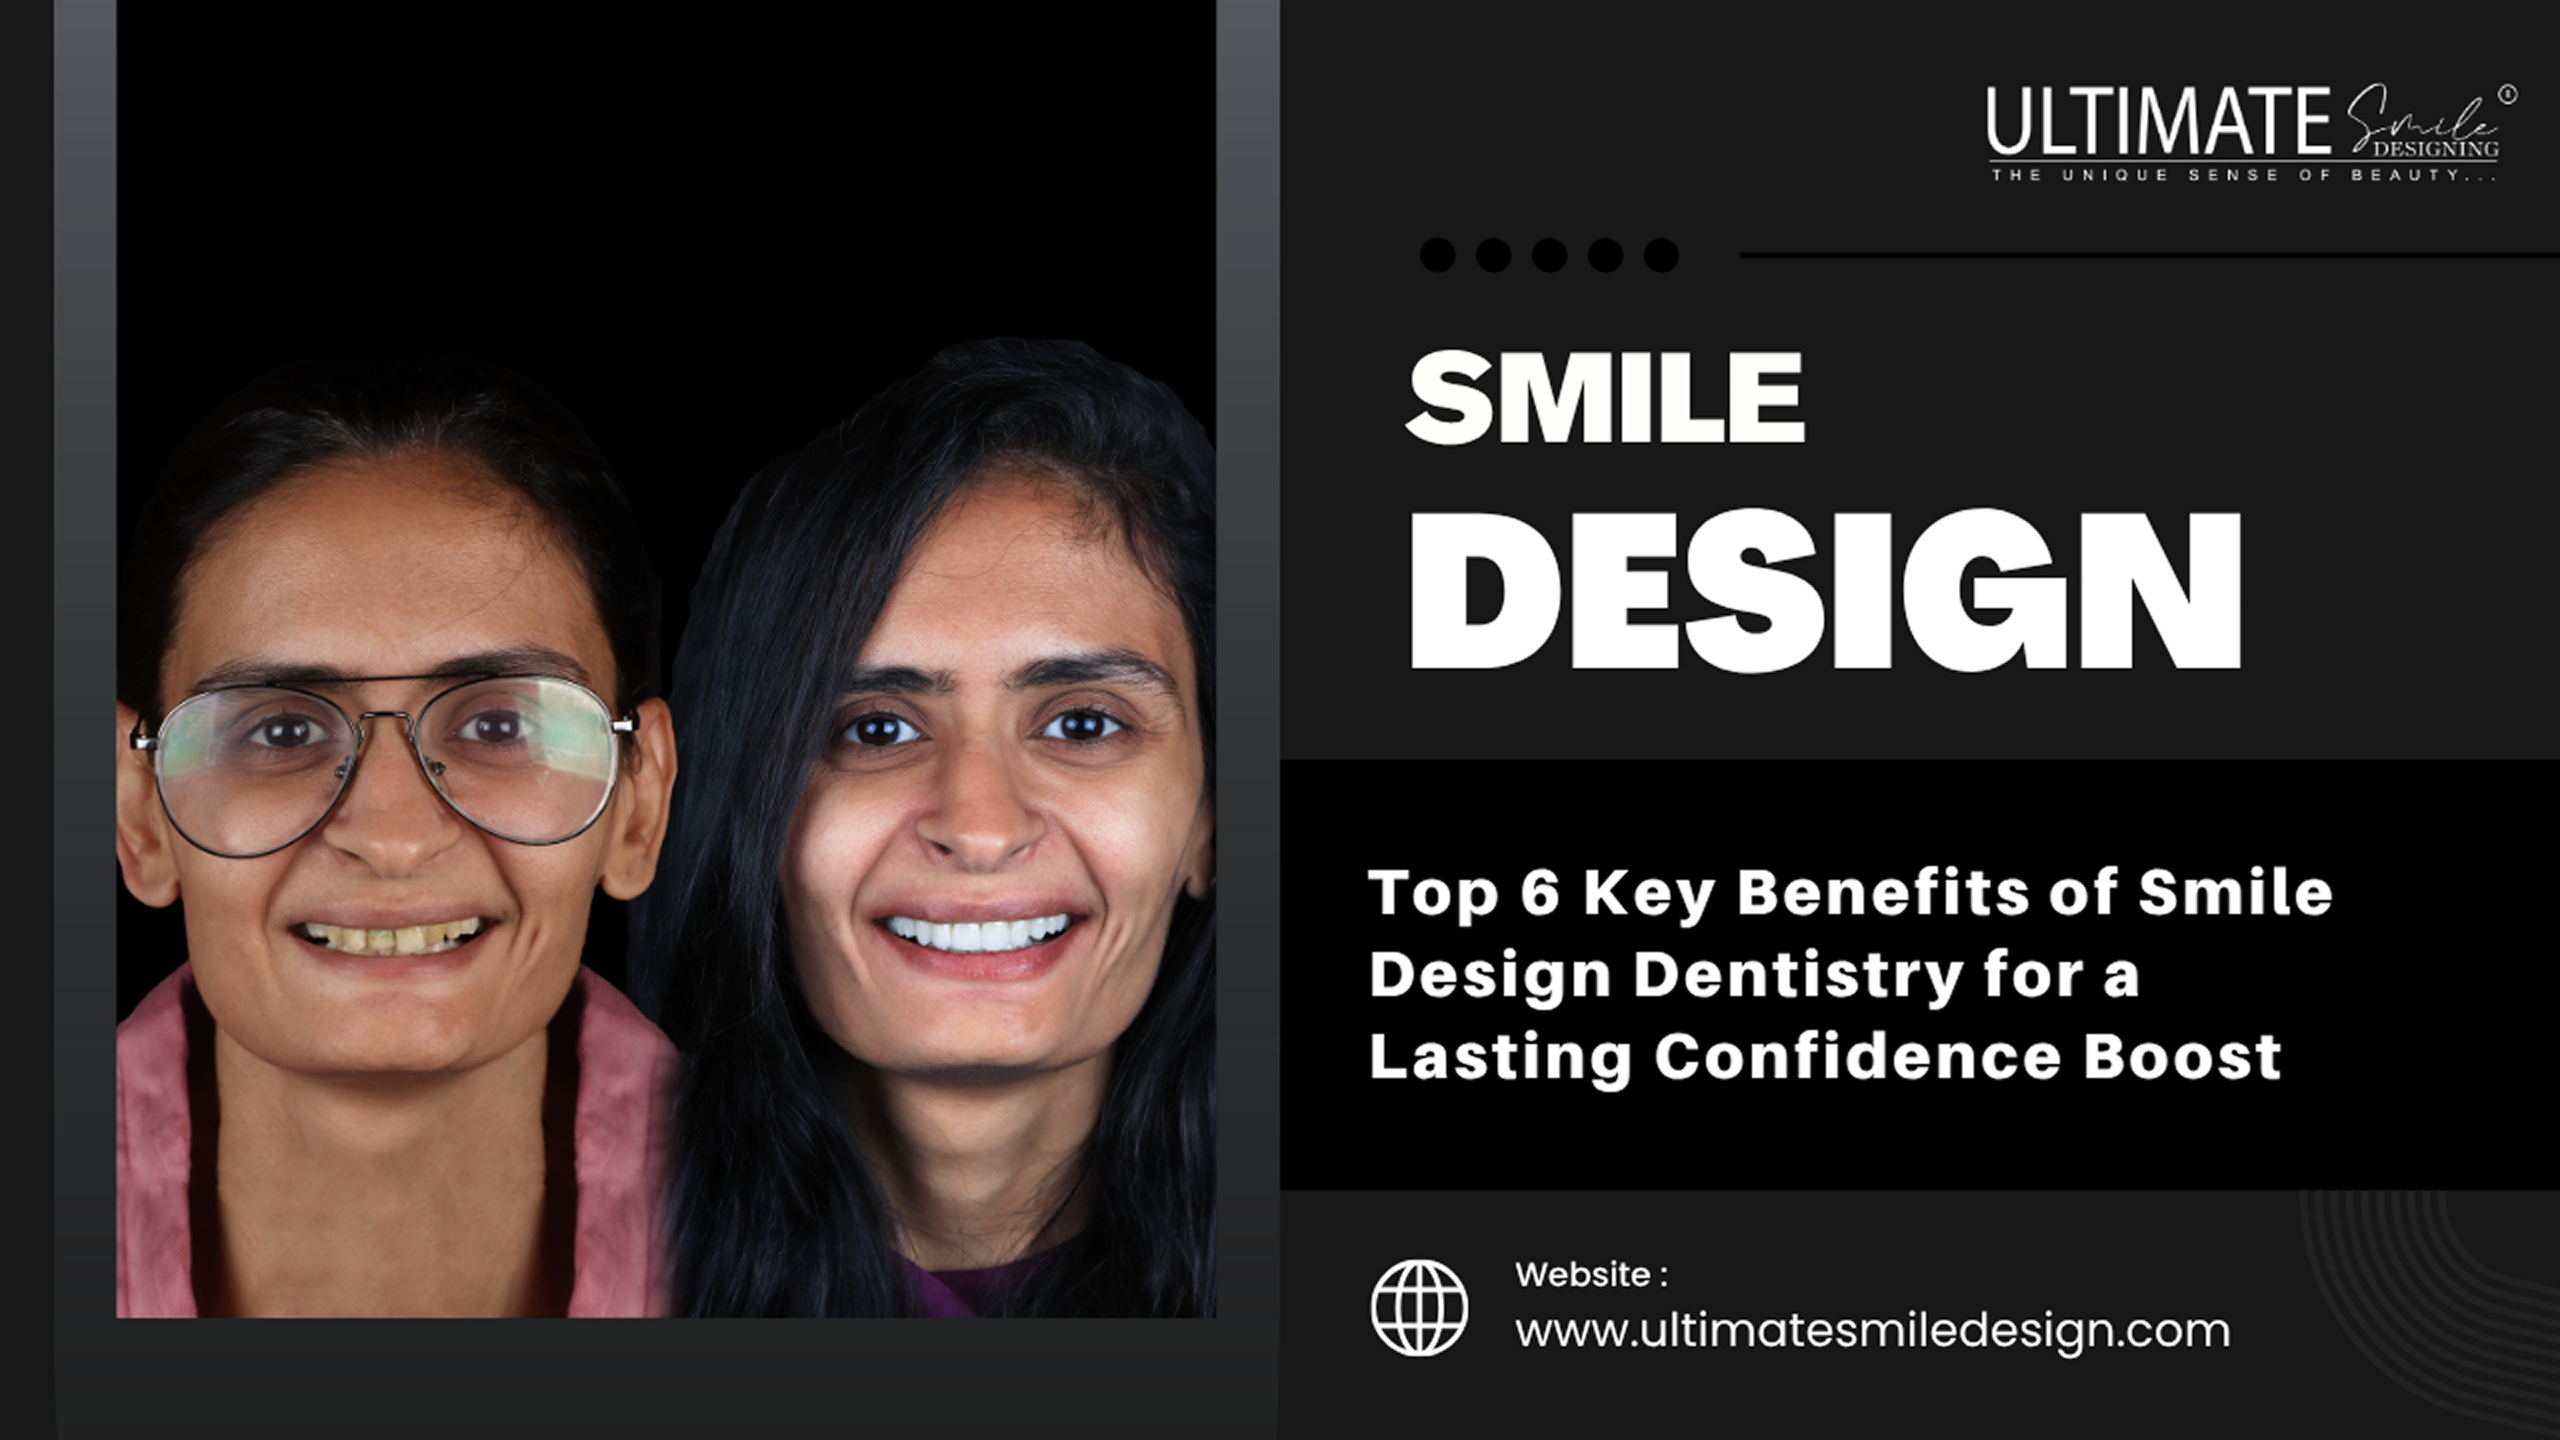 ULTIMATE Smile ®
DESIGNING
THE UNIQUE SENSE OF BEAUTY...
SMILE
DESIGN
Top 6 Key Benefits of Smile
Design Dentistry for a
Lasting Confidence Boost
Website :
www.ultimatesmiledesign.com